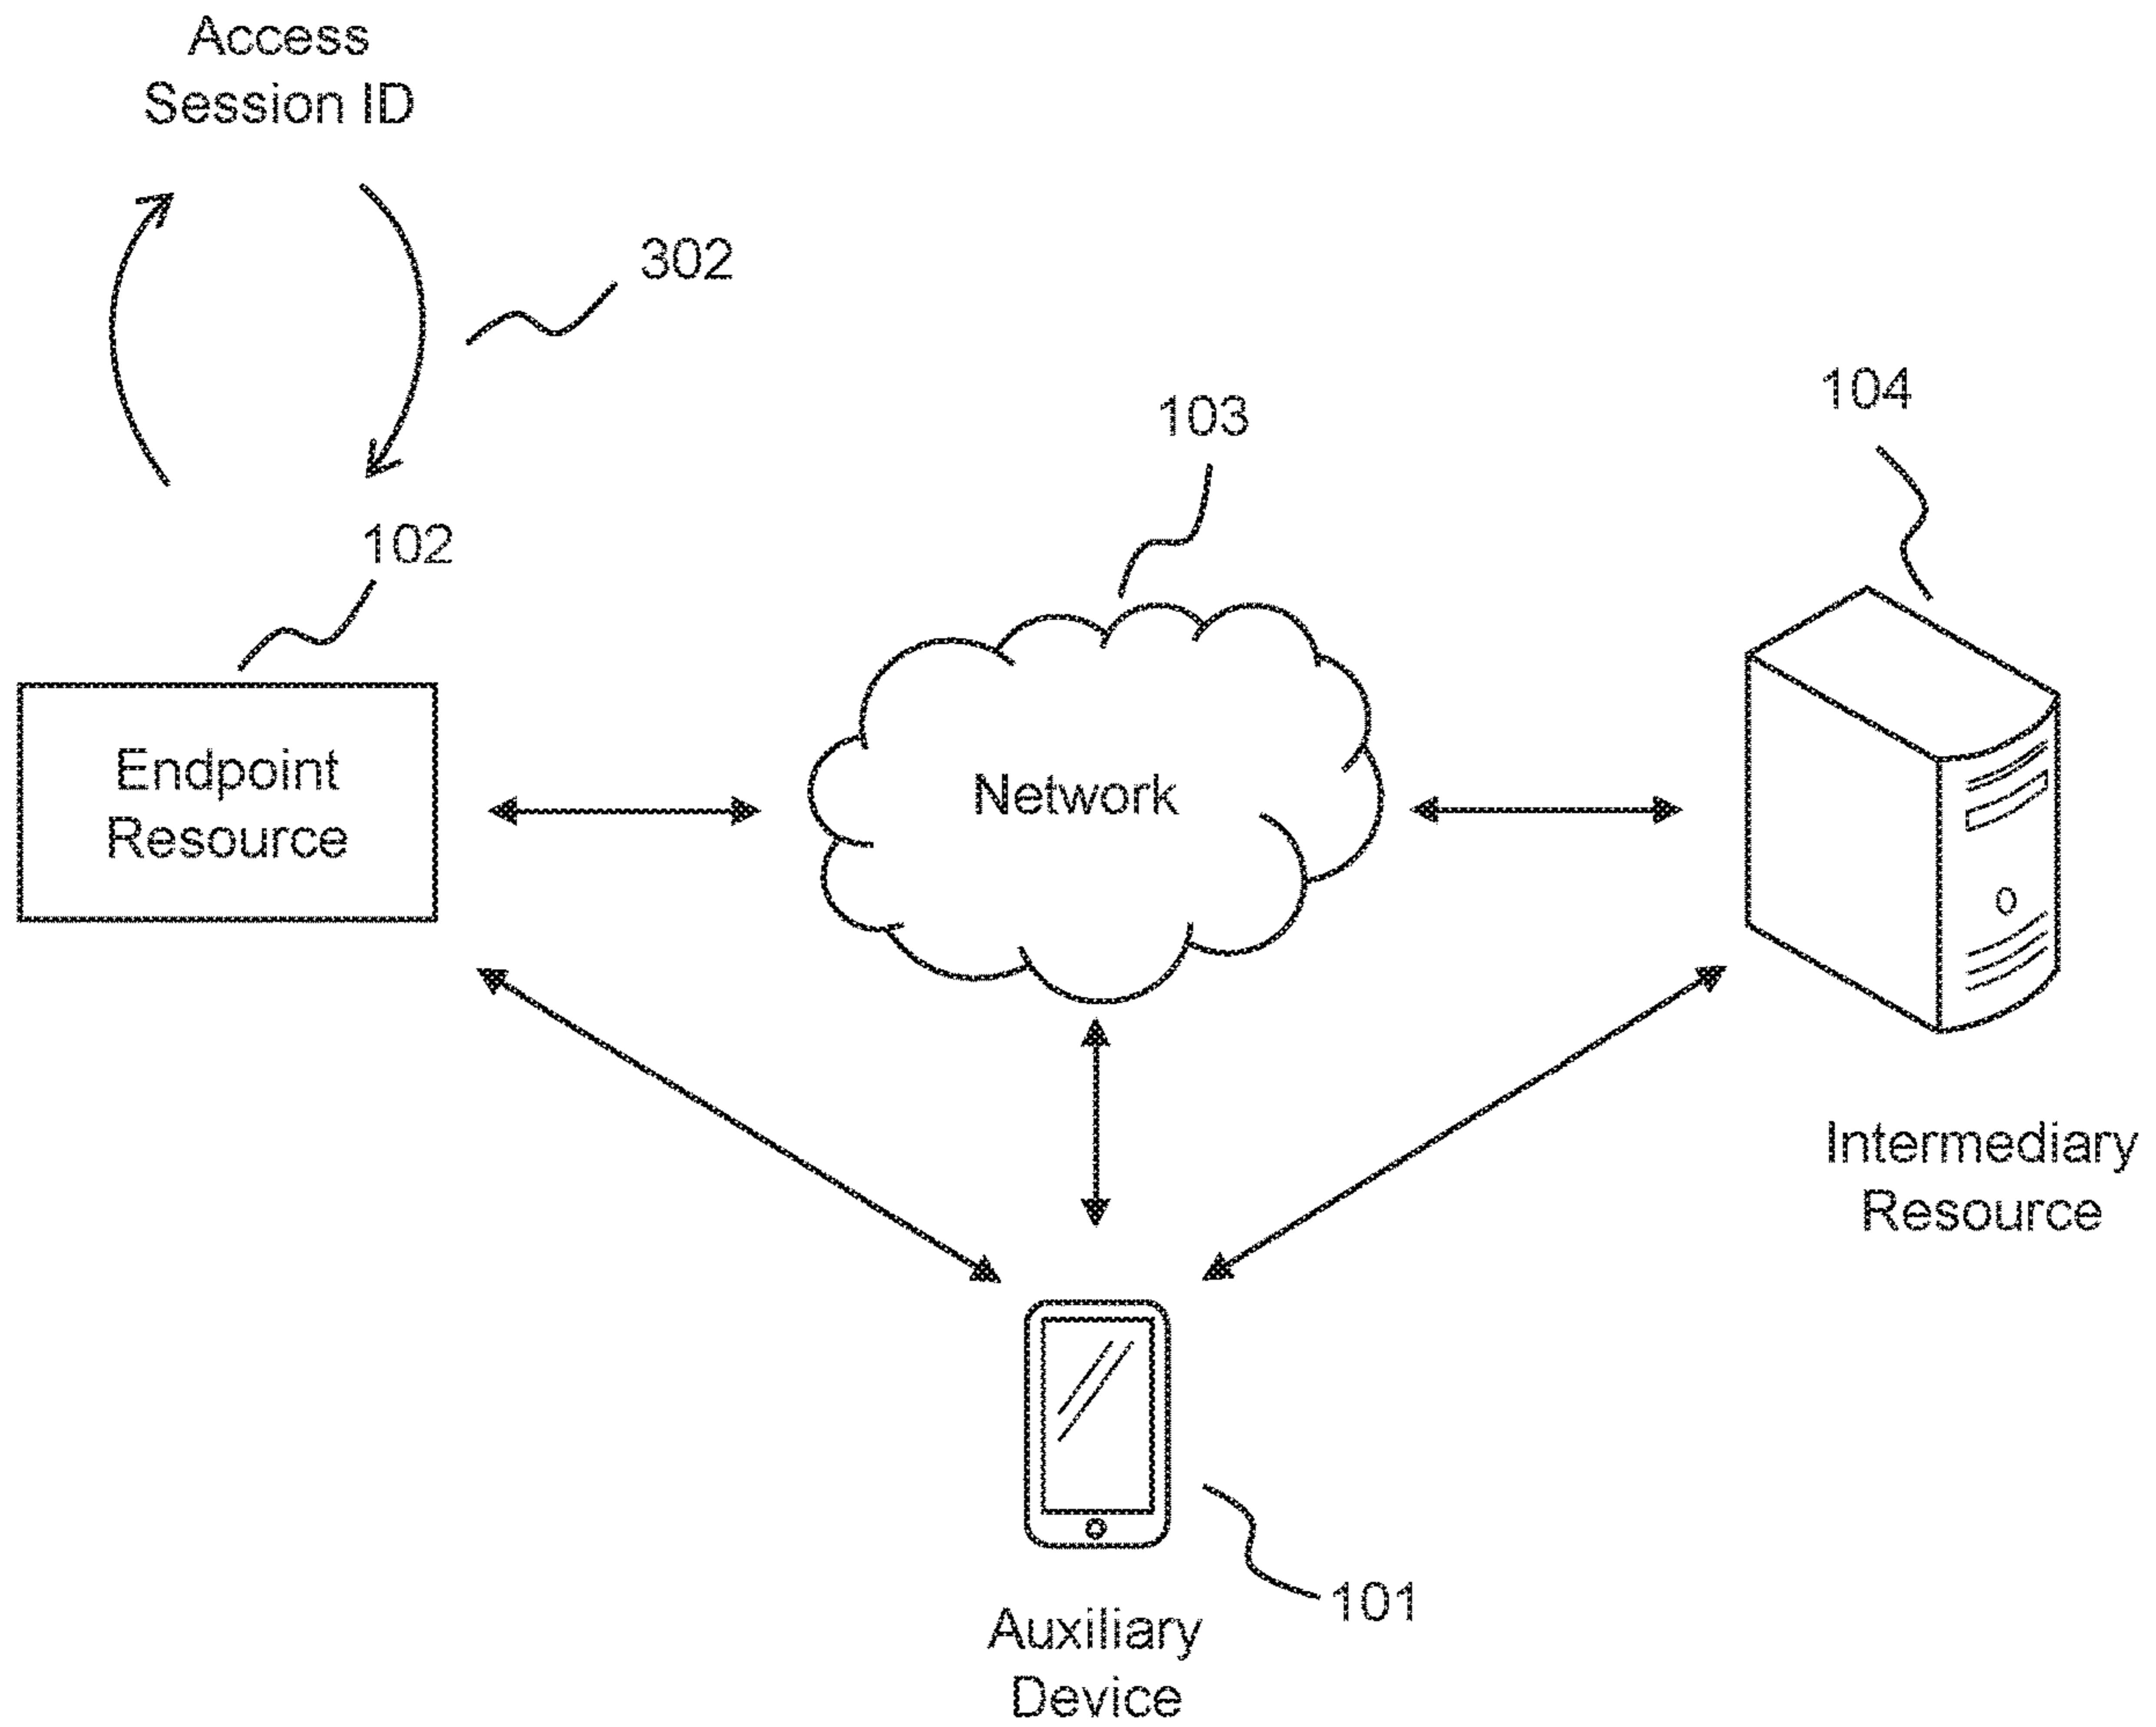 Access
Session ID
302
103
104
102
Endpoint
Resource
Network
Intermediary
Resource
101
Auxiliary
Device